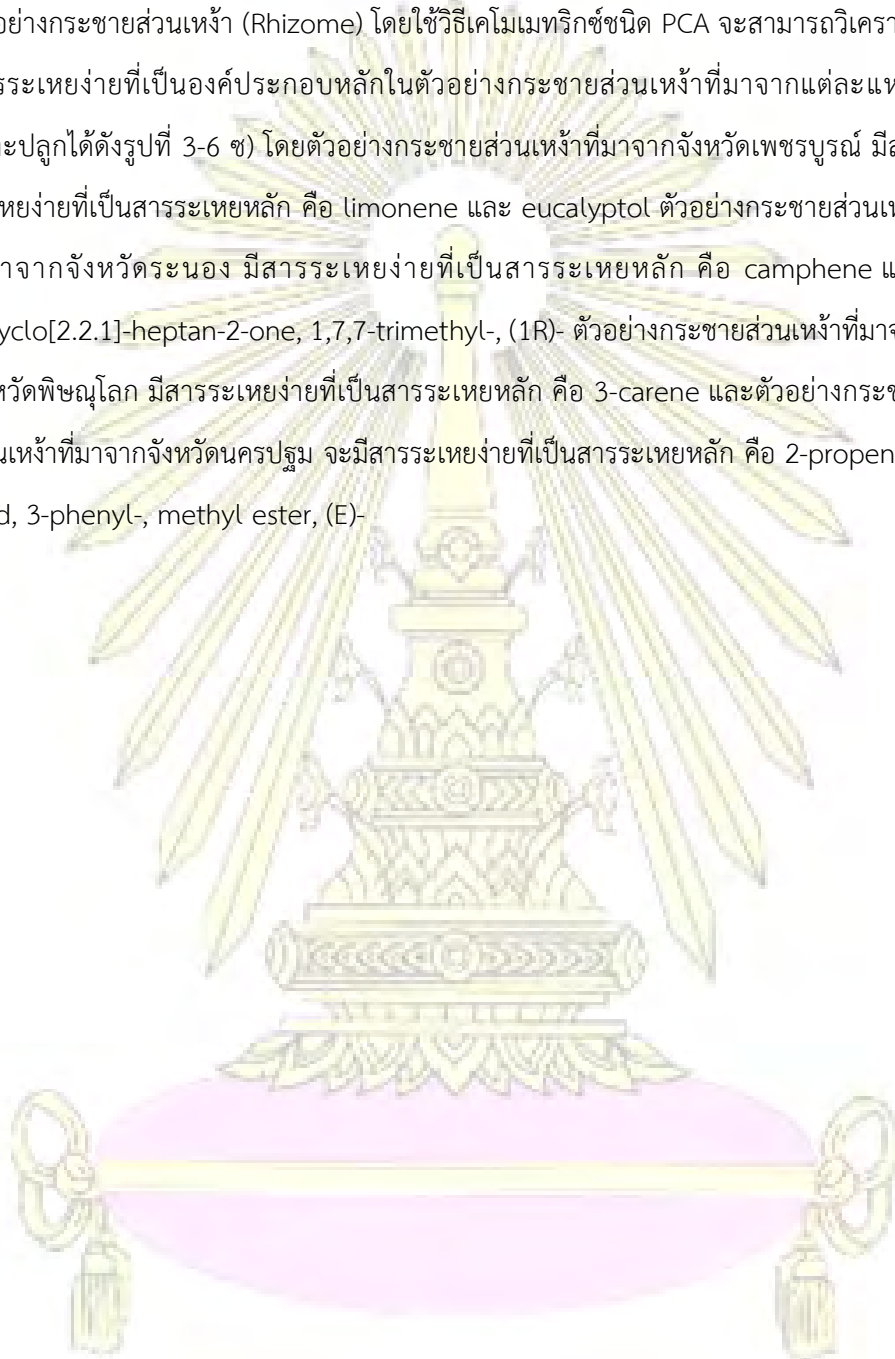 อย่างกระชายส่วนเหง้า (Rhizome) โดยใช้วิธีเคโมเมทริกซ์ชนิด PCA จะสามารถวิเครา
รระเหยง่ายที่เป็นองค์ประกอบหลักในตัวอย่างกระชายส่วนเหง้าที่มาจากแต่ละแห
ะปลูกได้ดังรูปที่ 3-6 ซ) โดยตัวอย่างกระชายส่วนเหง้าที่มาจากจังหวัดเพชรบูรณ์ มีส
หยง่ายที่เป็นสารระเหยหลัก คือ limonene และ eucalyptol ตัวอย่างกระชายส่วนเห
าจากจังหวัดระนอง มีสารระเหยง่ายที่เป็นสารระเหยหลัก คือ camphene แ
yclo[2.2.1]-heptan-2-one, 1,7,7-trimethyl-, (1R)- ตัวอย่างกระชายส่วนเหง้าที่มาจ
หวัดพิษณุโลก มีสารระเหยง่ายที่เป็นสารระเหยหลัก คือ 3-carene และตัวอย่างกระช
นเหง้าที่มาจากจังหวัดนครปฐม จะมีสารระเหยง่ายที่เป็นสารระเหยหลัก คือ 2-propen
d, 3-phenyl-, methyl ester, (E)-